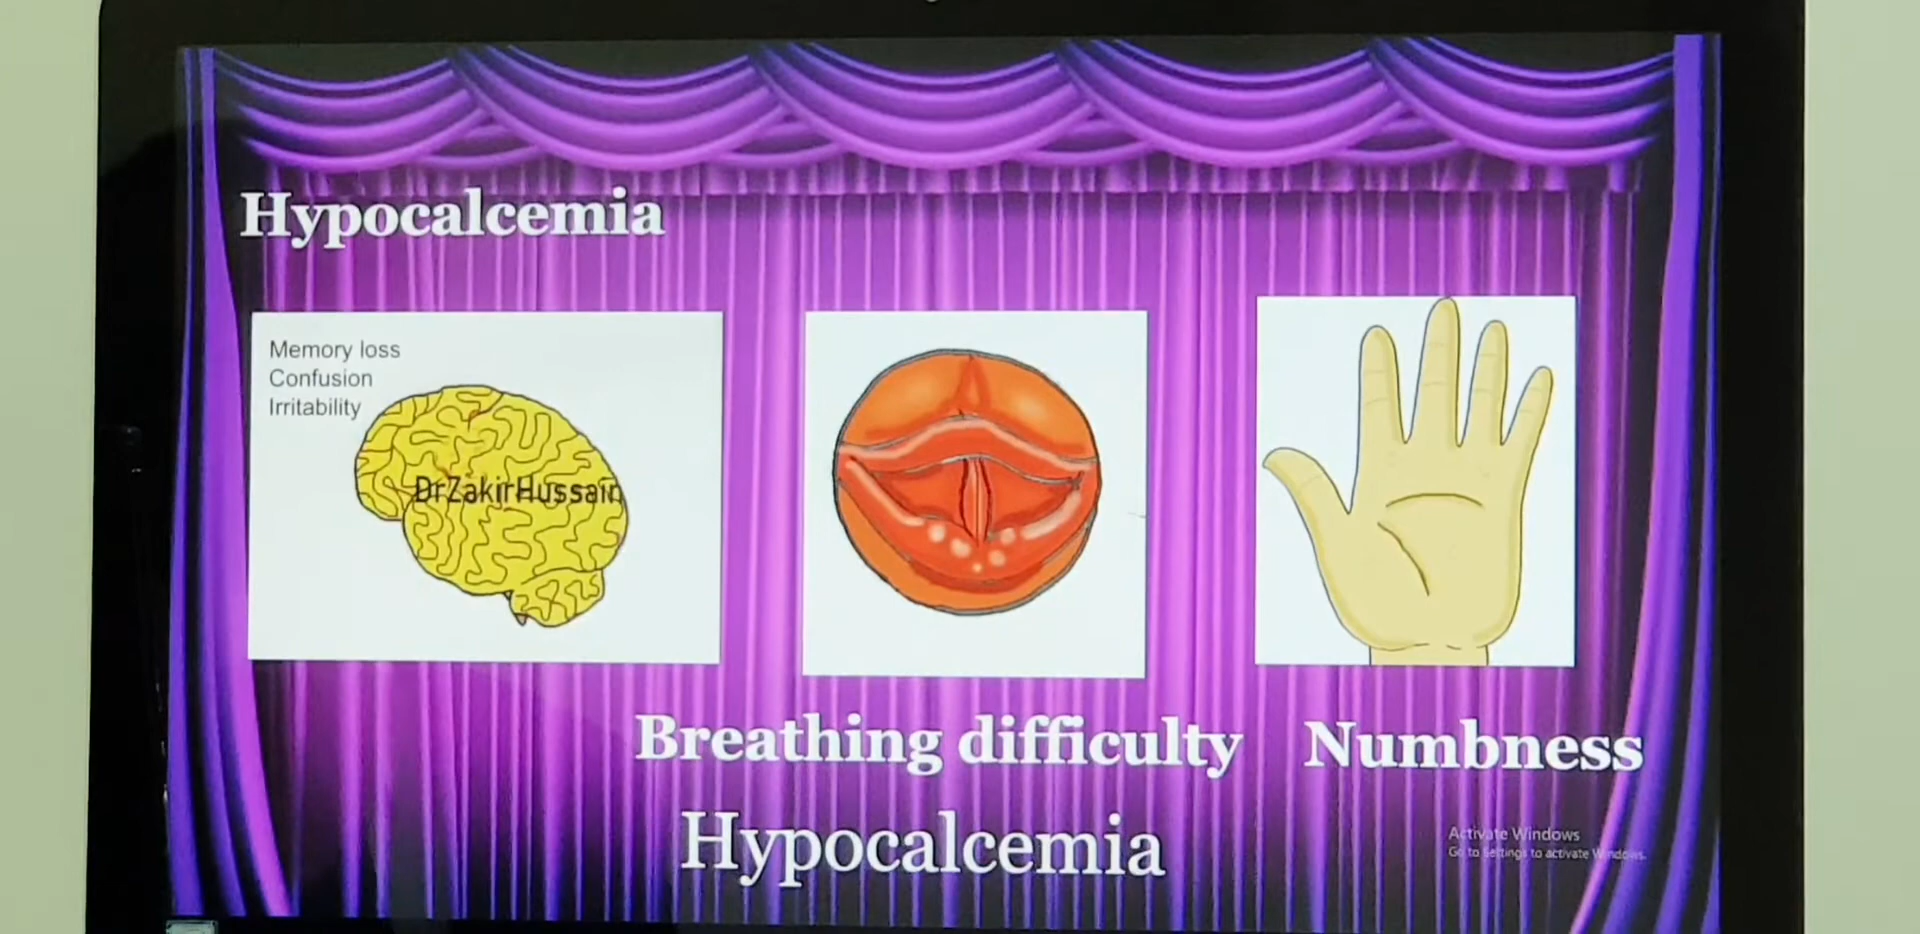 Hypocalcemia
Memory loss
Confusion
Irritability
DrZakirHussain
Breathing difficulty
Numbness
Hypocalcemia
Activate Windows
Go to Settings to activate Windows.